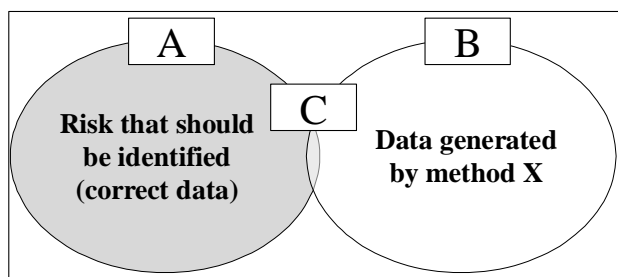 A
B
C
Risk that should
be identified
(correct data)
Data generated
by method X